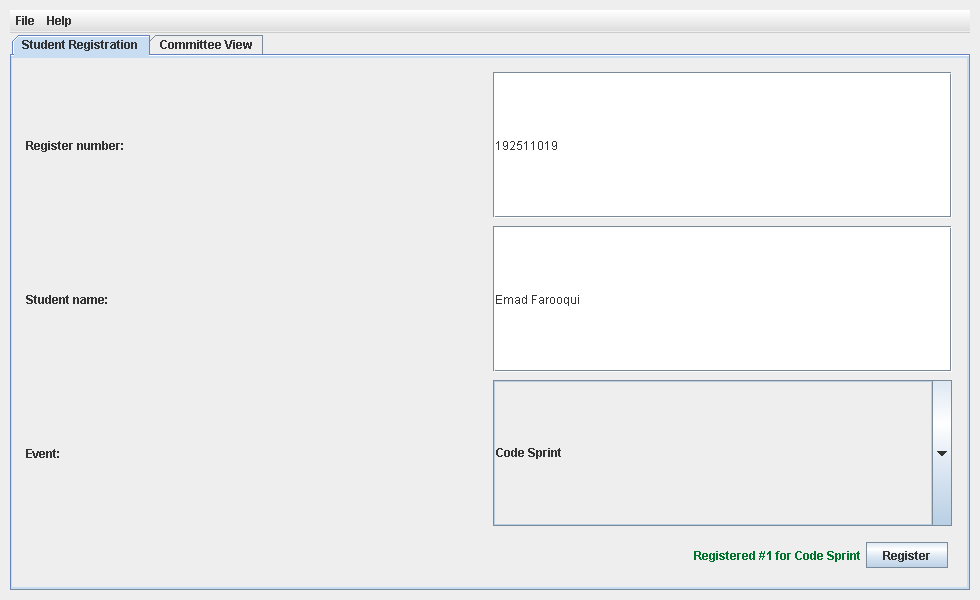 File Help
Student Registration Committee View
Register number: 192511019
Student name: Emad Farooqui
Event: Code Sprint
Registered #1 for Code Sprint Register